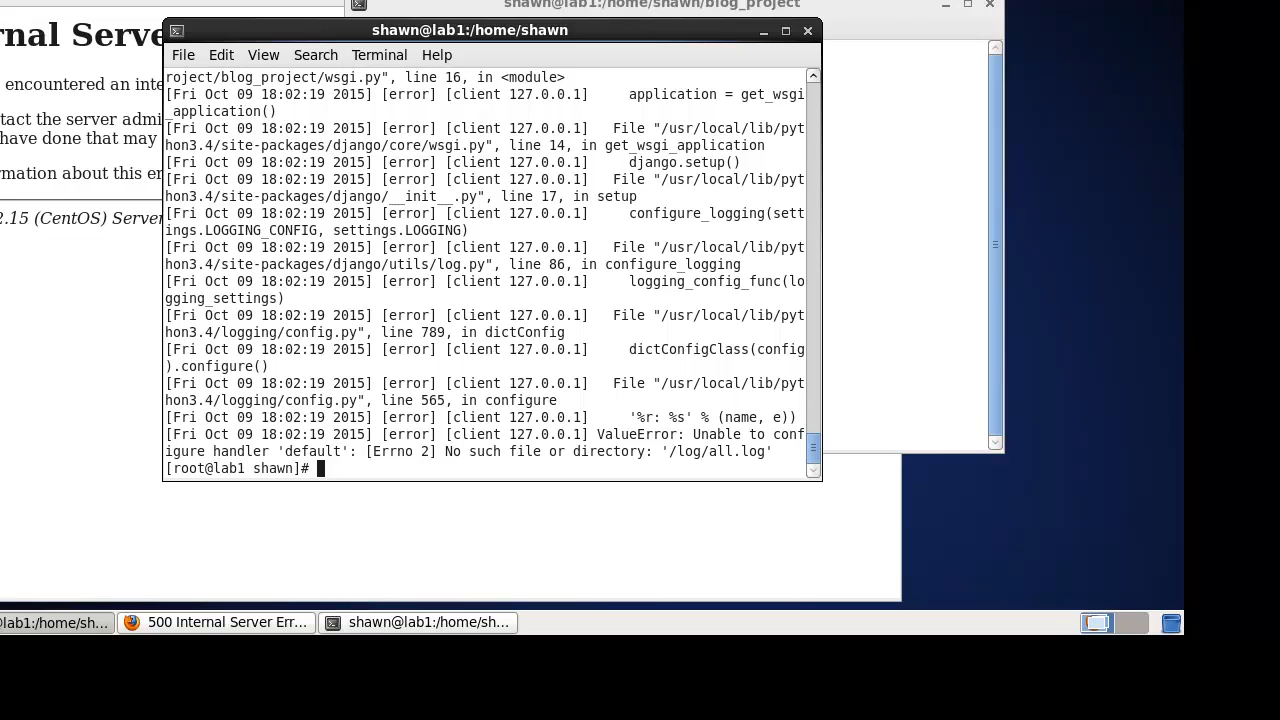 shawn@lab1:/home/shawn/blog_project
rnal Serve
encountered an inte
tact the server admi
have done that may
rmation about this er
2.15 (CentOS) Server
shawn@lab1:/home/shawn
File Edit View Search Terminal Help
roject/blog_project/wsgi.py", line 16, in <module>
[Fri Oct 09 18:02:19 2015] [error] [client 127.0.0.1]     application = get_wsgi
_application()
[Fri Oct 09 18:02:19 2015] [error] [client 127.0.0.1]   File "/usr/local/lib/pyt
hon3.4/site-packages/django/core/wsgi.py", line 14, in get_wsgi_application
[Fri Oct 09 18:02:19 2015] [error] [client 127.0.0.1]     django.setup()
[Fri Oct 09 18:02:19 2015] [error] [client 127.0.0.1]   File "/usr/local/lib/pyt
hon3.4/site-packages/django/__init__.py", line 17, in setup
[Fri Oct 09 18:02:19 2015] [error] [client 127.0.0.1]     configure_logging(sett
ings.LOGGING_CONFIG, settings.LOGGING)
[Fri Oct 09 18:02:19 2015] [error] [client 127.0.0.1]   File "/usr/local/lib/pyt
hon3.4/site-packages/django/utils/log.py", line 86, in configure_logging
[Fri Oct 09 18:02:19 2015] [error] [client 127.0.0.1]     logging_config_func(lo
gging_settings)
[Fri Oct 09 18:02:19 2015] [error] [client 127.0.0.1]   File "/usr/local/lib/pyt
hon3.4/logging/config.py", line 789, in dictConfig
[Fri Oct 09 18:02:19 2015] [error] [client 127.0.0.1]     dictConfigClass(config
).configure()
[Fri Oct 09 18:02:19 2015] [error] [client 127.0.0.1]   File "/usr/local/lib/pyt
hon3.4/logging/config.py", line 565, in configure
[Fri Oct 09 18:02:19 2015] [error] [client 127.0.0.1]     '%r: %s' % (name, e))
[Fri Oct 09 18:02:19 2015] [error] [client 127.0.0.1] ValueError: Unable to conf
igure handler 'default': [Errno 2] No such file or directory: '/log/all.log'
[root@lab1 shawn]#
@lab1:/home/sh...
500 Internal Server Err...
shawn@lab1:/home/sh...